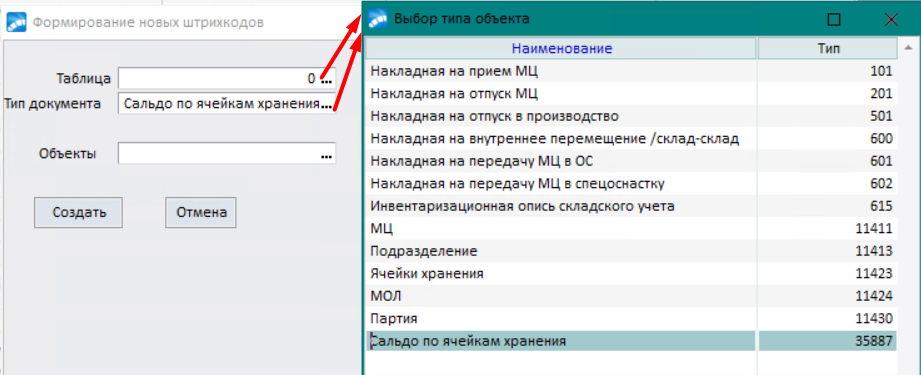 Формирование новых штрихкодов
Таблица 0 ...
Тип документа Сальдо по ячейкам хранения...
Объекты ...
Создать Отмена
Выбор типа объекта
Наименование Тип
Накладная на прием МЦ 101
Накладная на отпуск МЦ 201
Накладная на отпуск в производство 501
Накладная на внутреннее перемещение /склад-склад 600
Накладная на передачу МЦ в ОС 601
Накладная на передачу МЦ в спецоснастку 602
Инвентаризационная опись складского учета 615
МЦ 11411
Подразделение 11413
Ячейки хранения 11423
МОЛ 11424
Партия 11430
Сальдо по ячейкам хранения 35887